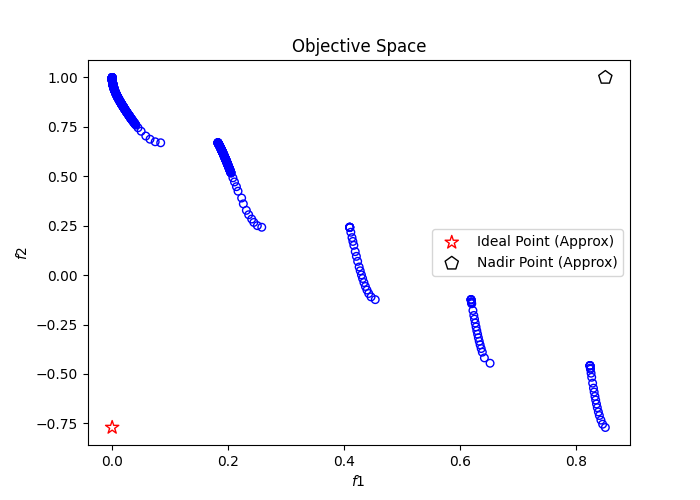 Objective Space
1.00
0.75
0.50
0.25
0.00
−0.25
−0.50
−0.75
f2
Ideal Point (Approx)
Nadir Point (Approx)
0.0 0.2 0.4 0.6 0.8
f1